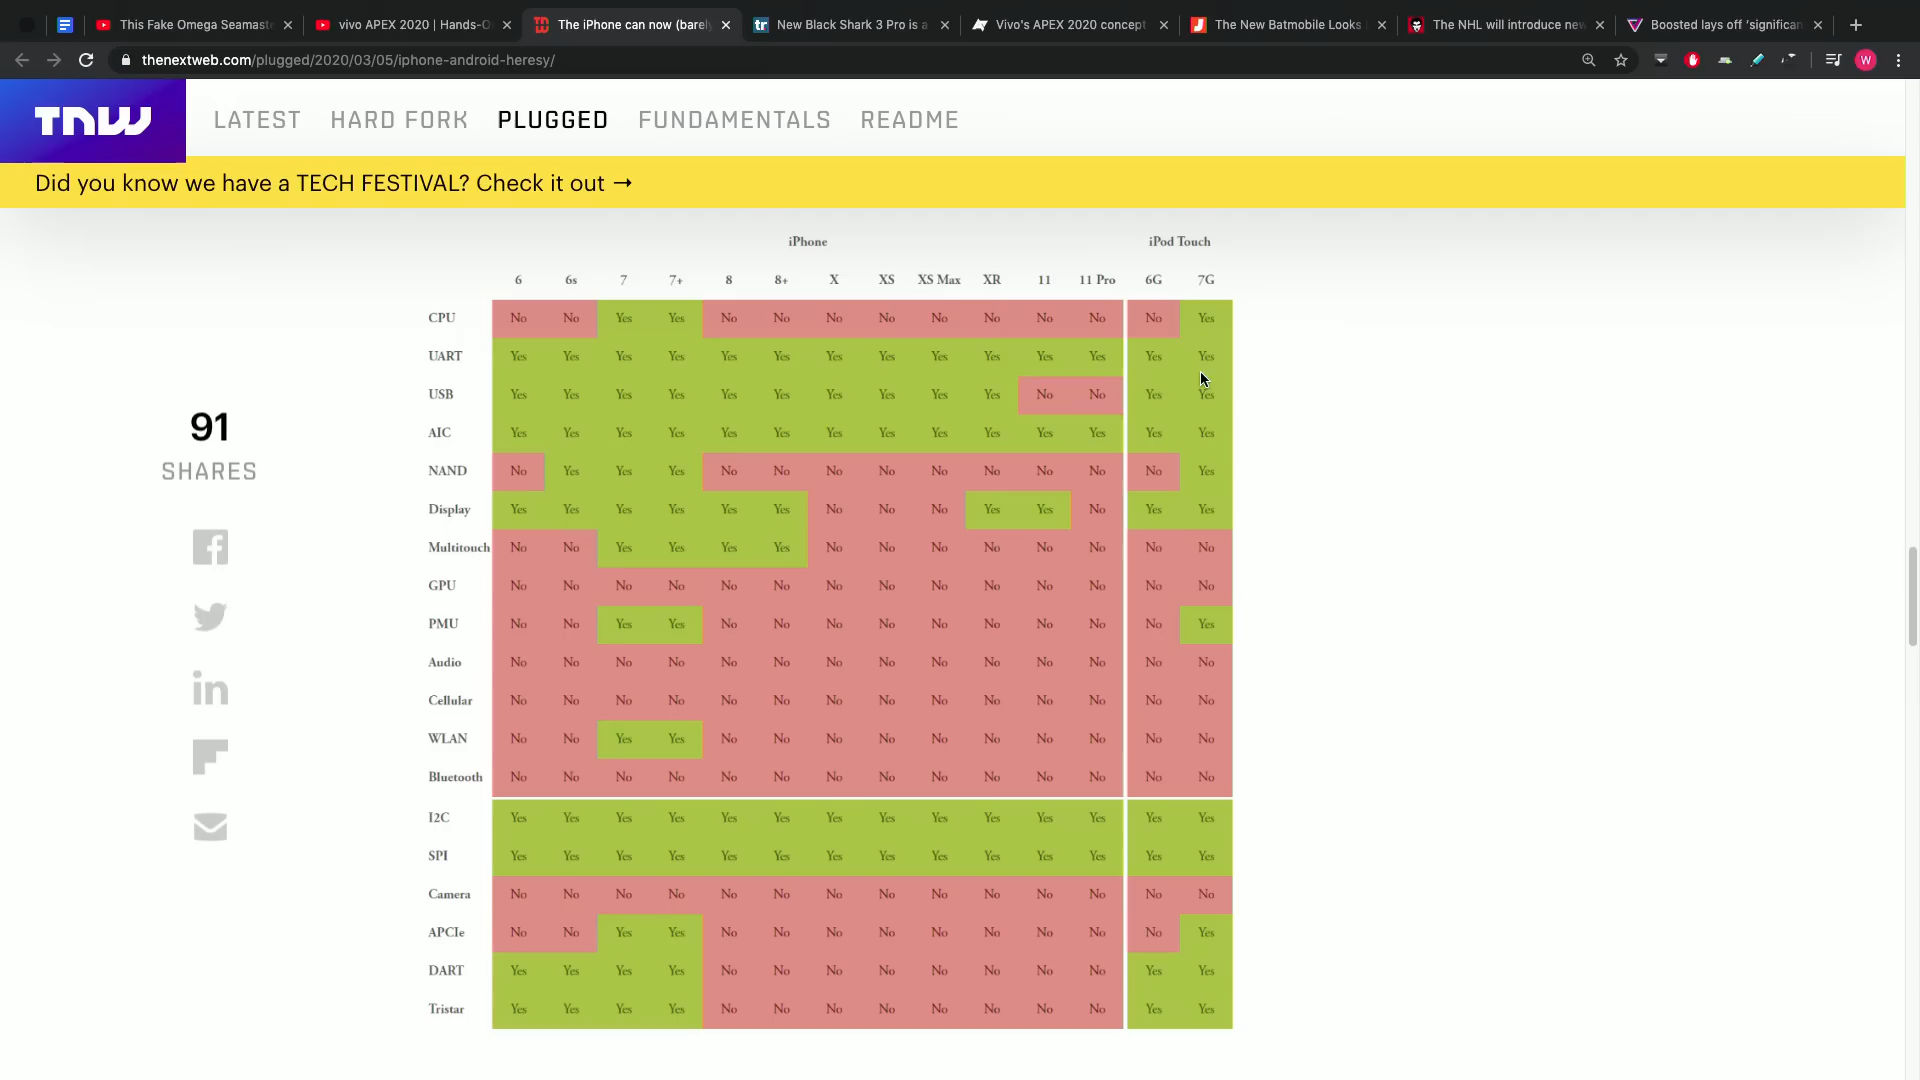 This Fake Omega Seamast
vivo APEX 2020 | Hands-O
The iPhone can now (barely
New Black Shark 3 Pro is a
Vivo's APEX 2020 concept
The New Batmobile Looks
The NHL will introduce new
Boosted lays off 'significan
thenextweb.com/plugged/2020/03/05/iphone-android-heresy/
W
TNW LATEST HARD FORK PLUGGED FUNDAMENTALS README
Did you know we have a TECH FESTIVAL? Check it out →
iPhone iPod Touch
6 6s 7 7+ 8 8+ X XS XS Max XR 11 11 Pro 6G 7G
CPU No No Yes Yes No No No No No No No No No Yes
UART Yes Yes Yes Yes Yes Yes Yes Yes Yes Yes Yes Yes Yes Yes
USB Yes Yes Yes Yes Yes Yes Yes Yes Yes Yes No No Yes Yes
AIC Yes Yes Yes Yes Yes Yes Yes Yes Yes Yes Yes Yes Yes Yes
NAND No Yes Yes Yes No No No No No No No No No Yes
Display Yes Yes Yes Yes Yes Yes No No No Yes Yes No Yes Yes
Multitouch No No Yes Yes Yes Yes No No No No No No No No
GPU No No No No No No No No No No No No No No
PMU No No Yes Yes No No No No No No No No No Yes
Audio No No No No No No No No No No No No No No
Cellular No No No No No No No No No No No No No No
WLAN No No Yes Yes No No No No No No No No No No
Bluetooth No No No No No No No No No No No No No No
I2C Yes Yes Yes Yes Yes Yes Yes Yes Yes Yes Yes Yes Yes Yes
SPI Yes Yes Yes Yes Yes Yes Yes Yes Yes Yes Yes Yes Yes Yes
Camera No No No No No No No No No No No No No No
APCIe No No Yes Yes No No No No No No No No No Yes
DART Yes Yes Yes Yes No No No No No No No No Yes Yes
Tristar Yes Yes Yes Yes No No No No No No No No Yes Yes
91
SHARES